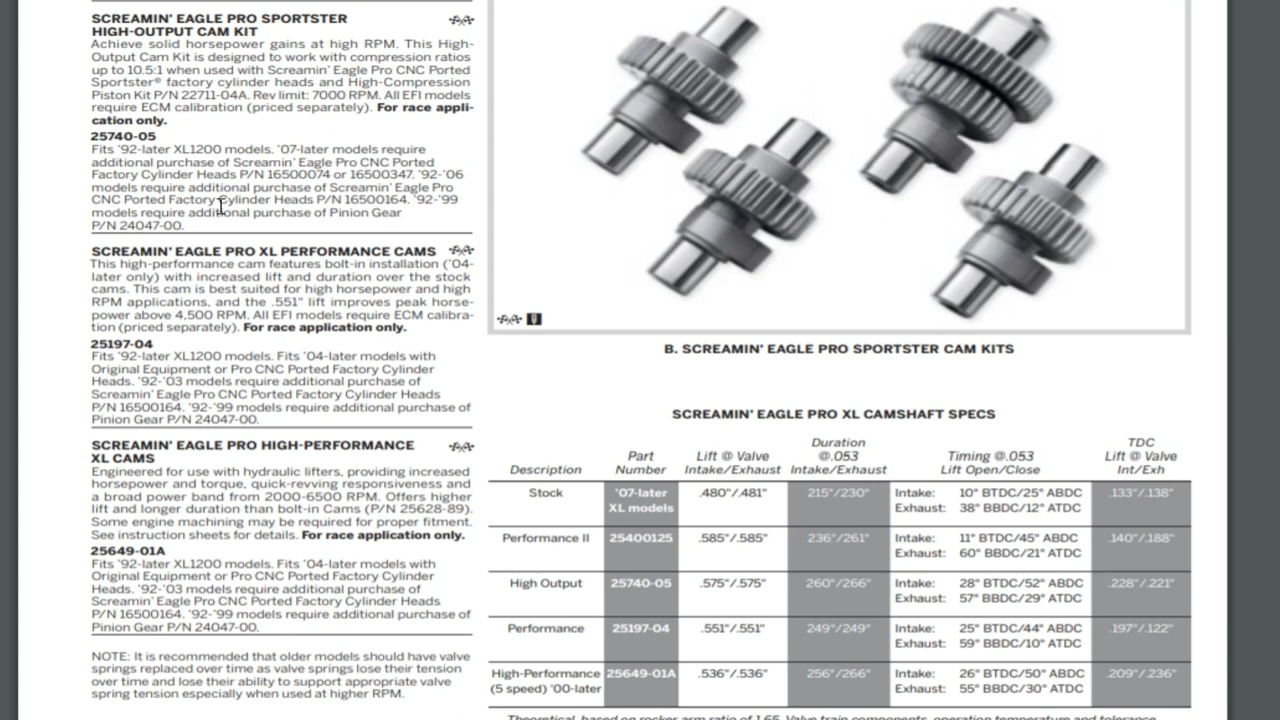 SCREAMIN' EAGLE PRO SPORTSTER
HIGH-OUTPUT CAM KIT
Achieve solid horsepower gains at high RPM. This High-
Output Cam Kit is designed to work with compression ratios
up to 10.5:1 when used with Screamin' Eagle Pro CNC Ported
Sportster® factory cylinder heads and High-Compression
Piston Kit P/N 22711-04A. Rev limit: 7000 RPM. All EFI models
require ECM calibration (priced separately). For race appli-
cation only.
25740-05
Fits '92-later XL1200 models. '07-later models require
additional purchase of Screamin' Eagle Pro CNC Ported
Factory Cylinder Heads P/N 16500074 or 16500347. '92-'06
models require additional purchase of Screamin' Eagle Pro
CNC Ported Factory Cylinder Heads P/N 16500164. '92-'99
models require additional purchase of Pinion Gear
P/N 24047-00.
SCREAMIN' EAGLE PRO XL PERFORMANCE CAMS
This high-performance cam features bolt-in installation ('04-
later only) with increased lift and duration over the stock
cams. This cam is best suited for high horsepower and high
RPM applications, and the .551" lift improves peak horse-
power above 4,500 RPM. All EFI models require ECM calibra-
tion (priced separately). For race application only.
25197-04
Fits '92-later XL1200 models. Fits '04-later models with
Original Equipment or Pro CNC Ported Factory Cylinder
Heads. '92-'03 models require additional purchase of
Screamin' Eagle Pro CNC Ported Factory Cylinder Heads
P/N 16500164. '92-'99 models require additional purchase of
Pinion Gear P/N 24047-00.
SCREAMIN' EAGLE PRO HIGH-PERFORMANCE
XL CAMS
Engineered for use with hydraulic lifters, providing increased
horsepower and torque, quick-revving responsiveness and
a broad power band from 2000-6500 RPM. Offers higher
lift and longer duration than bolt-in Cams (P/N 25628-89).
Some engine machining may be required for proper fitment.
See instruction sheets for details. For race application only.
25649-01A
Fits '92-later XL1200 models. Fits '04-later models with
Original Equipment or Pro CNC Ported Factory Cylinder
Heads. '92-'03 models require additional purchase of
Screamin' Eagle Pro CNC Ported Factory Cylinder Heads
P/N 16500164. '92-'99 models require additional purchase of
Pinion Gear P/N 24047-00.
NOTE: It is recommended that older models should have valve
springs replaced over time as valve springs lose their tension
over time and lose their ability to support appropriate valve
spring tension especially when used at higher RPM.
B. SCREAMIN' EAGLE PRO SPORTSTER CAM KITS
SCREAMIN' EAGLE PRO XL CAMSHAFT SPECS
Description Part Number Lift @ Valve Intake/Exhaust Duration @.053 Intake/Exhaust Timing @.053 Lift Open/Close TDC Lift @ Valve Int/Exh
Stock '07-later .480"/.481" 215°/230° Intake: 10° BTDC/25° ABDC .133"/.138"
XL models Exhaust: 38° BBDC/12° ATDC
Performance II 25400125 .585"/.585" 236°/261° Intake: 11° BTDC/45° ABDC .140"/.188"
Exhaust: 60° BBDC/21° ATDC
High Output 25740-05 .575"/.575" 260°/266° Intake: 28° BTDC/52° ABDC .228"/.221"
Exhaust: 57° BBDC/29° ATDC
Performance 25197-04 .551"/.551" 249°/249° Intake: 25° BTDC/44° ABDC .197"/.122"
Exhaust: 59° BBDC/10° ATDC
High-Performance 25649-01A .536"/.536" 256°/266° Intake: 26° BTDC/50° ABDC .209"/.236"
(5 speed) '00-later Exhaust: 55° BBDC/30° ATDC
Theoretical, based on rocker arm ratio of 1.65. Valve train components, operation temperature and tolerance